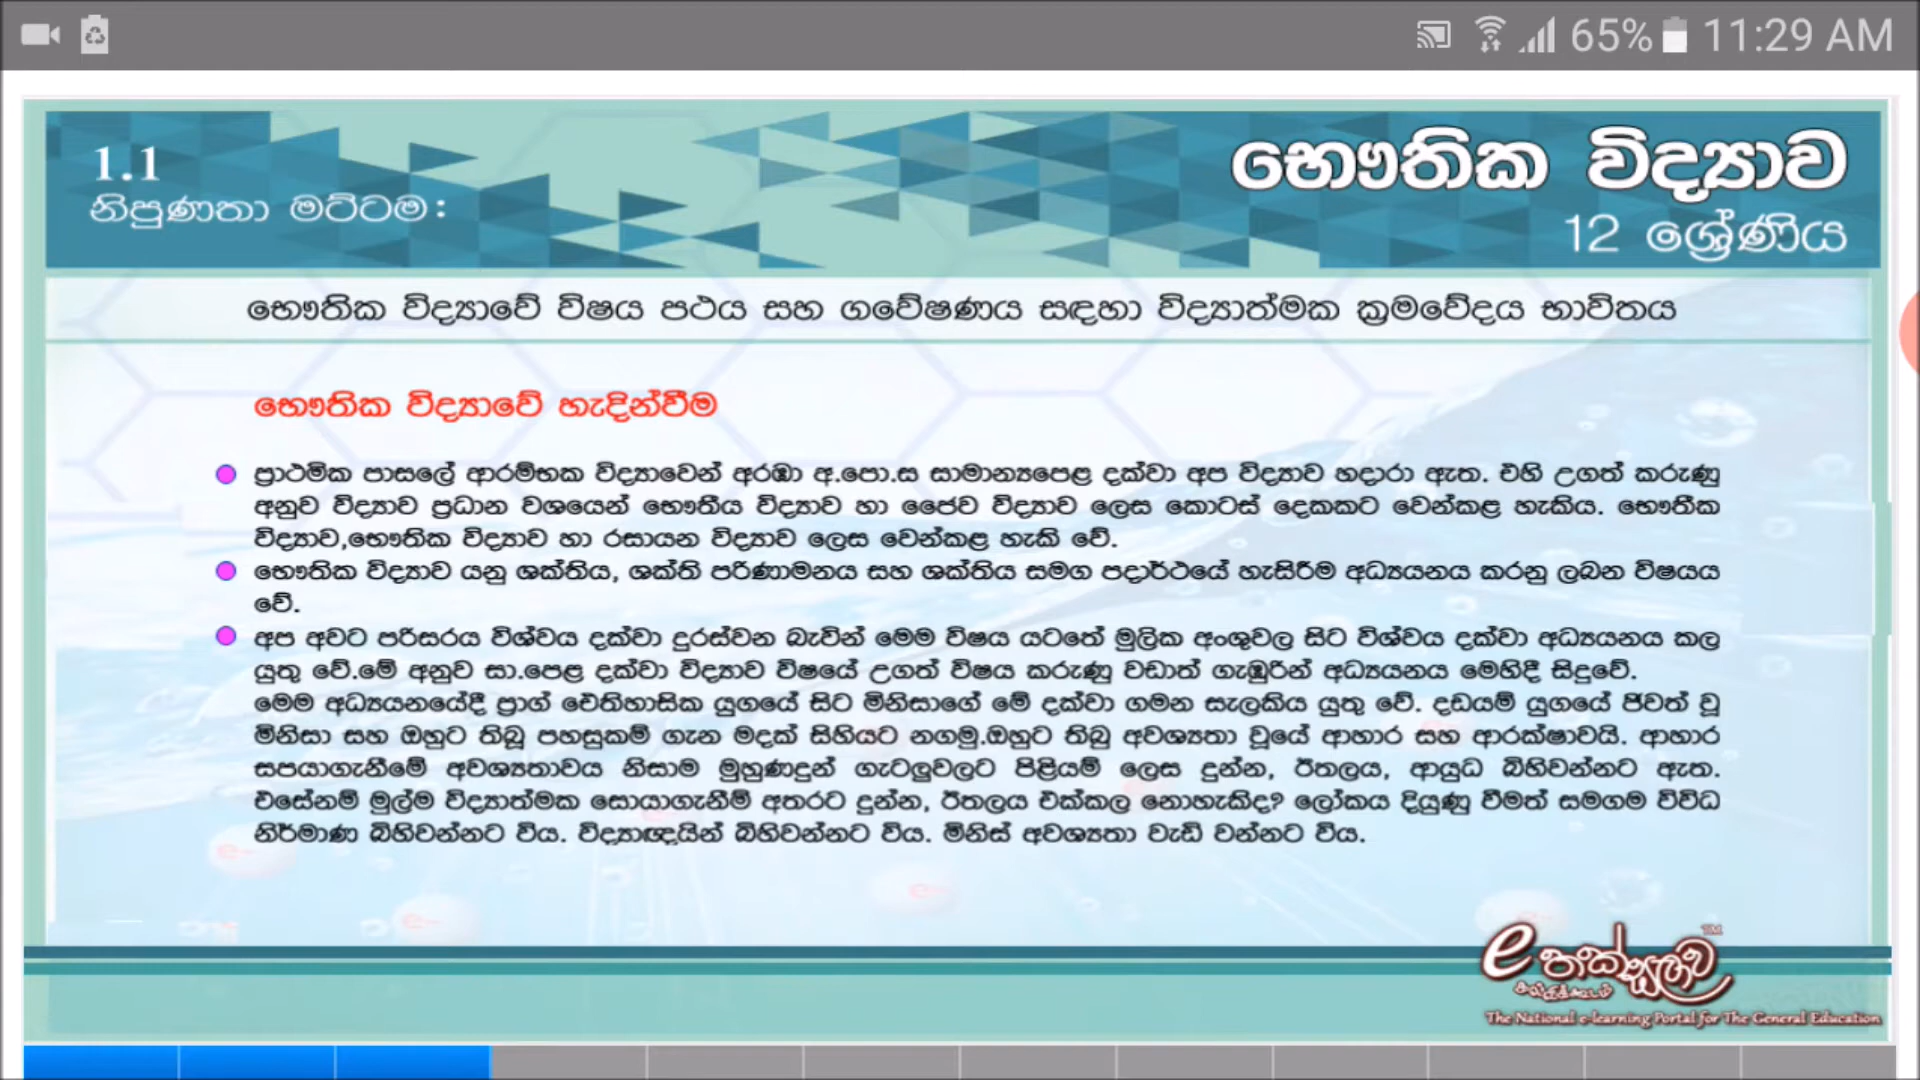 65% 11:29 AM
1.1
නිපුණතා මට්ටම:
භෞතික විද්‍යාව
12 ශ්‍රේණිය
භෞතික විද්‍යාවේ විෂය පථය සහ ගවේෂණය සඳහා විද්‍යාත්මක ක්‍රමවේදය භාවිතය
භෞතික විද්‍යාවේ හැදින්වීම
ප්‍රාථමික පාසලේ ආරම්භක විද්‍යාවෙන් අරඹා අ.පො.ස සාමාන්‍යපෙළ දක්වා අප විද්‍යාව හදාරා ඇත. එහි උගත් කරුණු
අනුව විද්‍යාව ප්‍රධාන වශයෙන් භෞතීය විද්‍යාව හා ජෛව විද්‍යාව ලෙස කොටස් දෙකකට වෙන්කළ හැකිය. භෞතීක
විද්‍යාව,භෞතික විද්‍යාව හා රසායන විද්‍යාව ලෙස වෙන්කළ හැකි වේ.
භෞතික විද්‍යාව යනු ශක්තිය, ශක්ති පරිණාමනය සහ ශක්තිය සමග පදාර්ථයේ හැසිරීම අධ්‍යයනය කරනු ලබන විෂයය
වේ.
අප අවට පරිසරය විශ්වය දක්වා දුරස්වන බැවින් මෙම විෂය යටතේ මුලික අංශුවල සිට විශ්වය දක්වා අධ්‍යයනය කල
යුතු වේ.මේ අනුව සා.පෙළ දක්වා විද්‍යාව විෂයේ උගත් විෂය කරුණු වඩාත් ගැඹුරින් අධ්‍යයනය මෙහිදී සිදුවේ.
මෙම අධ්‍යයනයේදී ප්‍රාග් ඓතිහාසික යුගයේ සිට මිනිසාගේ මේ දක්වා ගමන සැලකිය යුතු වේ. දඩයම් යුගයේ ජිවත් වූ
මිනිසා සහ ඔහුට තිබූ පහසුකම් ගැන මදක් සිහියට නගමු.ඔහුට තිබු අවශ්‍යතා වූයේ ආහාර සහ ආරක්ෂාවයි. ආහාර
සපයාගැනීමේ අවශ්‍යතාවය නිසාම මුහුණදුන් ගැටලුවලට පිළියම් ලෙස දුන්න, ඊතලය, ආයුධ බිහිවන්නට ඇත.
එසේනම් මුල්ම විද්‍යාත්මක සොයාගැනීම් අතරට දුන්න, ඊතලය එක්කල නොහැකිද? ලෝකය දියුණු වීමත් සමගම විවිධ
නිර්මාණ බිහිවන්නට විය. විද්‍යාඥයින් බිහිවන්නට විය. මිනිස් අවශ්‍යතා වැඩි වන්නට විය.
e තක්සලාව
The National e-learning Portal for The General Education